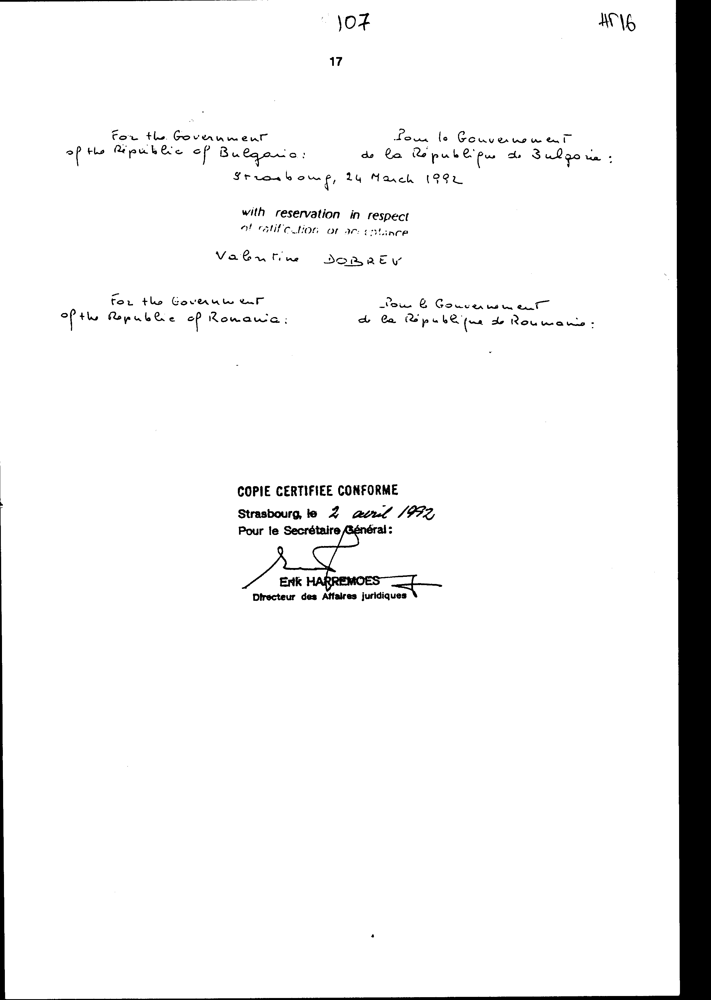 107
17
For the Government
of the Republic of Bulgaria:
Pour le Gouvernement
de la République de Bulgarie:
Strasbourg, 24 March 1992
with reservation in respect
of ratification or acceptance
Valentine DOBREV
For the Government
of the Republic of Romania:
Pour le Gouvernement
de la République de Roumanie:
COPIE CERTIFIEE CONFORME
Strasbourg, le 2 avril 1992
Pour le Secrétaire Général:
Erik HARREMOES
Directeur des Affaires juridiques